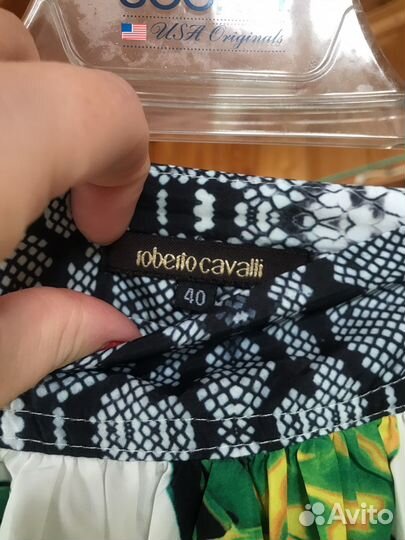 USA Originals
roberto cavalli
40
Avito